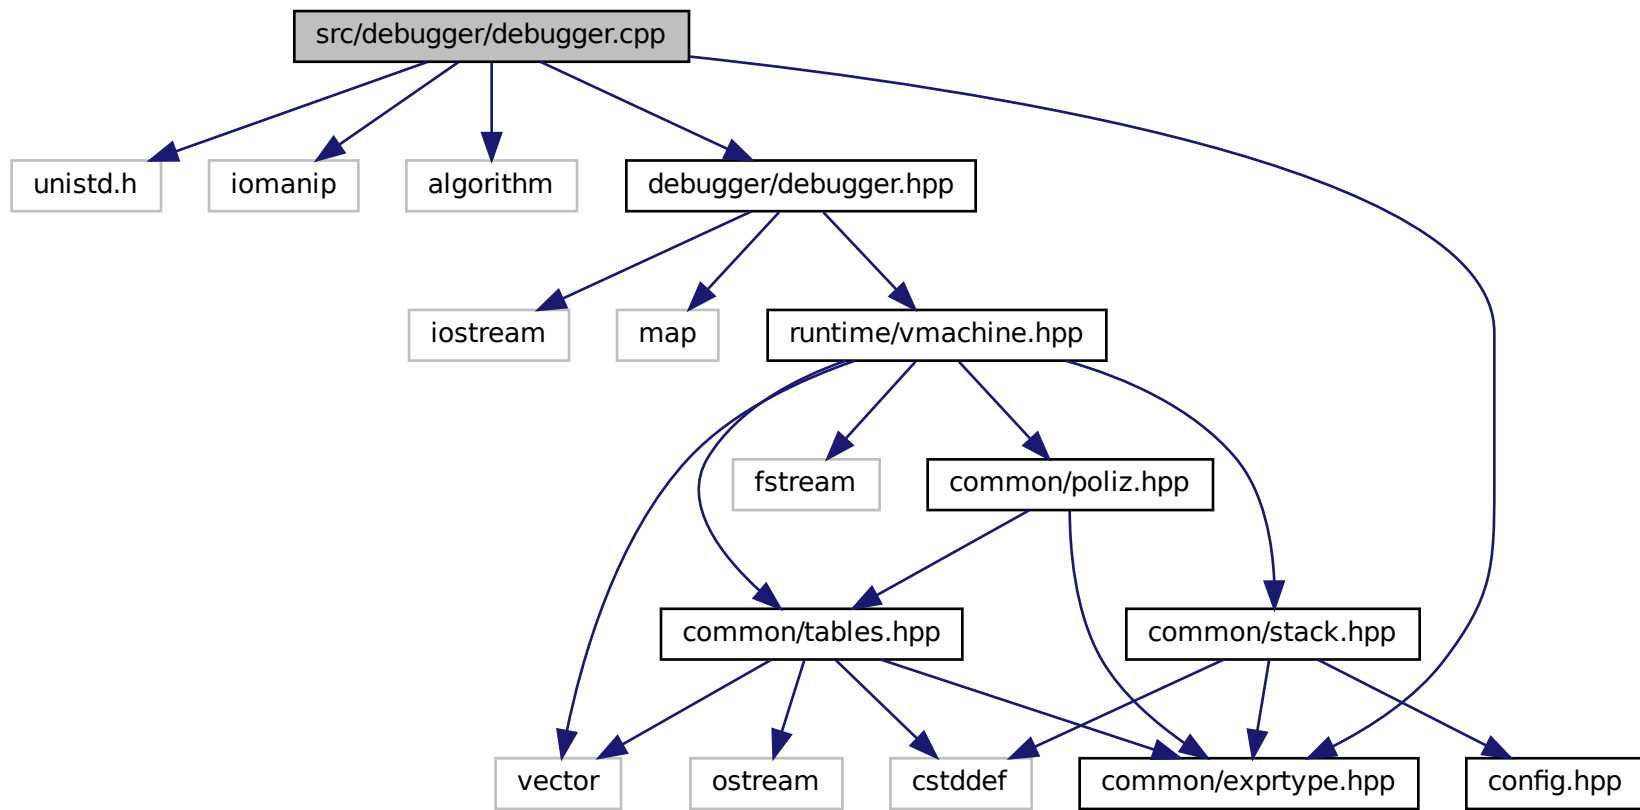 src/debugger/debugger.cpp
unistd.h
iomanip
algorithm
debugger/debugger.hpp
iostream
map
runtime/vmachine.hpp
fstream
common/poliz.hpp
common/tables.hpp
common/stack.hpp
vector
ostream
cstddef
common/exprtype.hpp
config.hpp